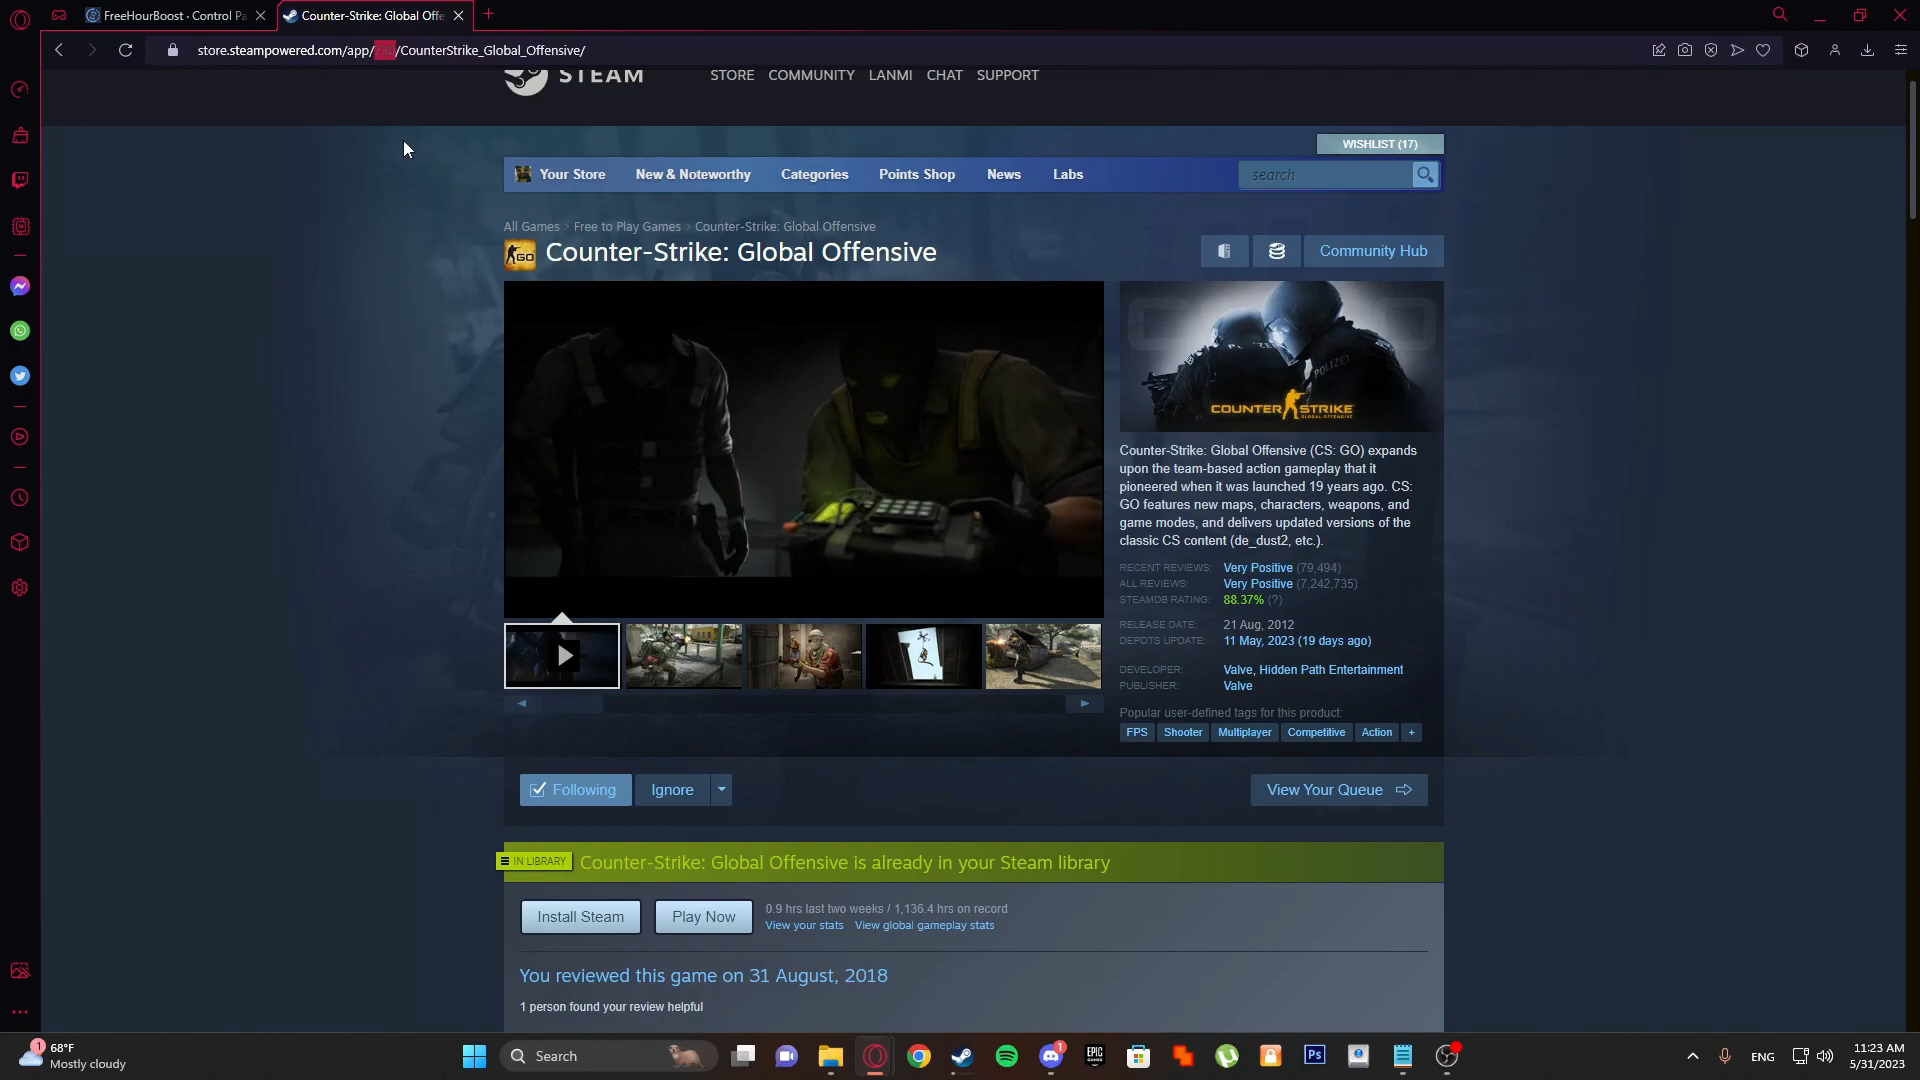 FreeHourBoost · Control Pa
Counter-Strike: Global Offe
store.steampowered.com/app/730/CounterStrike_Global_Offensive/
STEAM
STORE COMMUNITY LANMI CHAT SUPPORT
WISHLIST (17)
Your Store New & Noteworthy Categories Points Shop News Labs
search
All Games > Free to Play Games > Counter-Strike: Global Offensive
GO
Counter-Strike: Global Offensive
Community Hub
POLIZEI
COUNTER STRIKE
GLOBAL OFFENSIVE
Counter-Strike: Global Offensive (CS: GO) expands
upon the team-based action gameplay that it
pioneered when it was launched 19 years ago. CS:
GO features new maps, characters, weapons, and
game modes, and delivers updated versions of the
classic CS content (de_dust2, etc.).
RECENT REVIEWS: Very Positive (79,494)
ALL REVIEWS: Very Positive (7,242,735)
STEAMDB RATING: 88.37% (?)
RELEASE DATE: 21 Aug, 2012
DEPOTS UPDATE: 11 May, 2023 (19 days ago)
DEVELOPER: Valve, Hidden Path Entertainment
PUBLISHER: Valve
Popular user-defined tags for this product:
FPS Shooter Multiplayer Competitive Action +
Following
Ignore
View Your Queue
IN LIBRARY
Counter-Strike: Global Offensive is already in your Steam library
Install Steam
Play Now
0.9 hrs last two weeks / 1,136.4 hrs on record
View your stats View global gameplay stats
You reviewed this game on 31 August, 2018
1 person found your review helpful
1
68°F
Mostly cloudy
Search
1
EPIC
GAMES
Ps
ENG
11:23 AM
5/31/2023